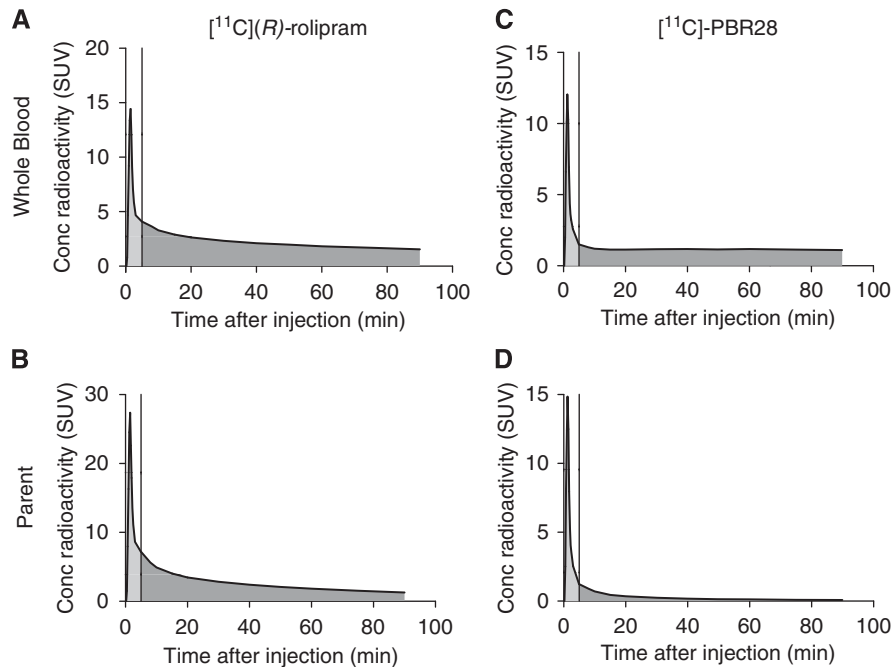 A
[¹¹C](R)-rolipram
Whole Blood
Conc radioactivity (SUV)
20
15
10
5
0
0 20 40 60 80 100
Time after injection (min)
C
[¹¹C]-PBR28
Conc radioactivity (SUV)
15
10
5
0
0 20 40 60 80 100
Time after injection (min)
B
Parent
Conc radioactivity (SUV)
30
20
10
0
0 20 40 60 80 100
Time after injection (min)
D
Conc radioactivity (SUV)
15
10
5
0
0 20 40 60 80 100
Time after injection (min)